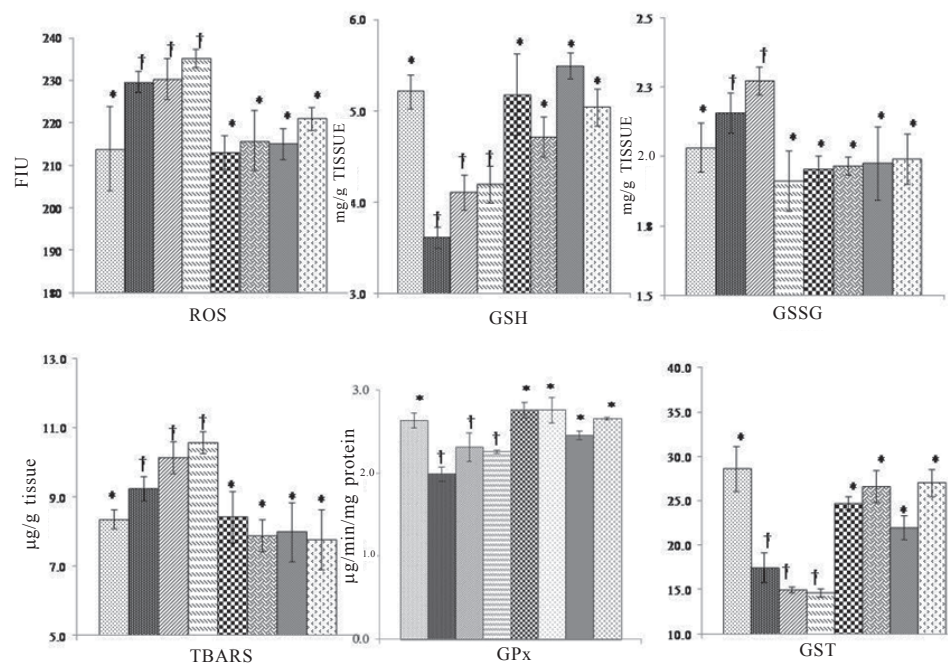 240
230
220
210
200
190
180
FIU
* † † † * * * *
ROS
6.0
5.0
4.0
3.0
mg/g TISSUE
* † † † * * * *
GSH
2.5
2.3
2.0
1.8
1.5
mg/g TISSUE
* † † * * * * *
GSSG
13.0
11.0
9.0
7.0
5.0
µg/g tissue
* † † † * * * *
TBARS
3.0
2.0
1.0
0.0
µg/min/mg protein
* † † † * * * *
GPx
40.0
35.0
30.0
25.0
20.0
15.0
10.0
* † † † * * * *
GST